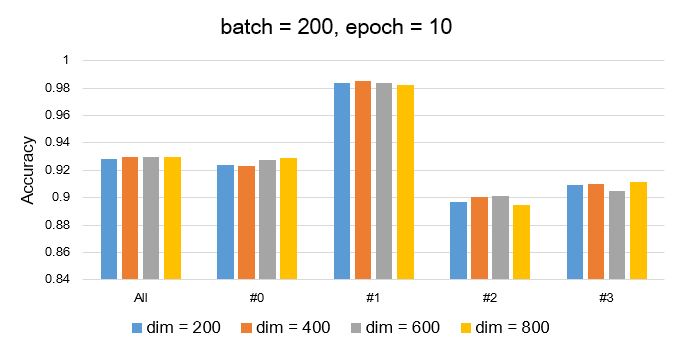 batch = 200, epoch = 10
1
0.98
0.96
0.94
0.92
0.9
0.88
0.86
0.84
Accuracy
All #0 #1 #2 #3
dim = 200 dim = 400 dim = 600 dim = 800